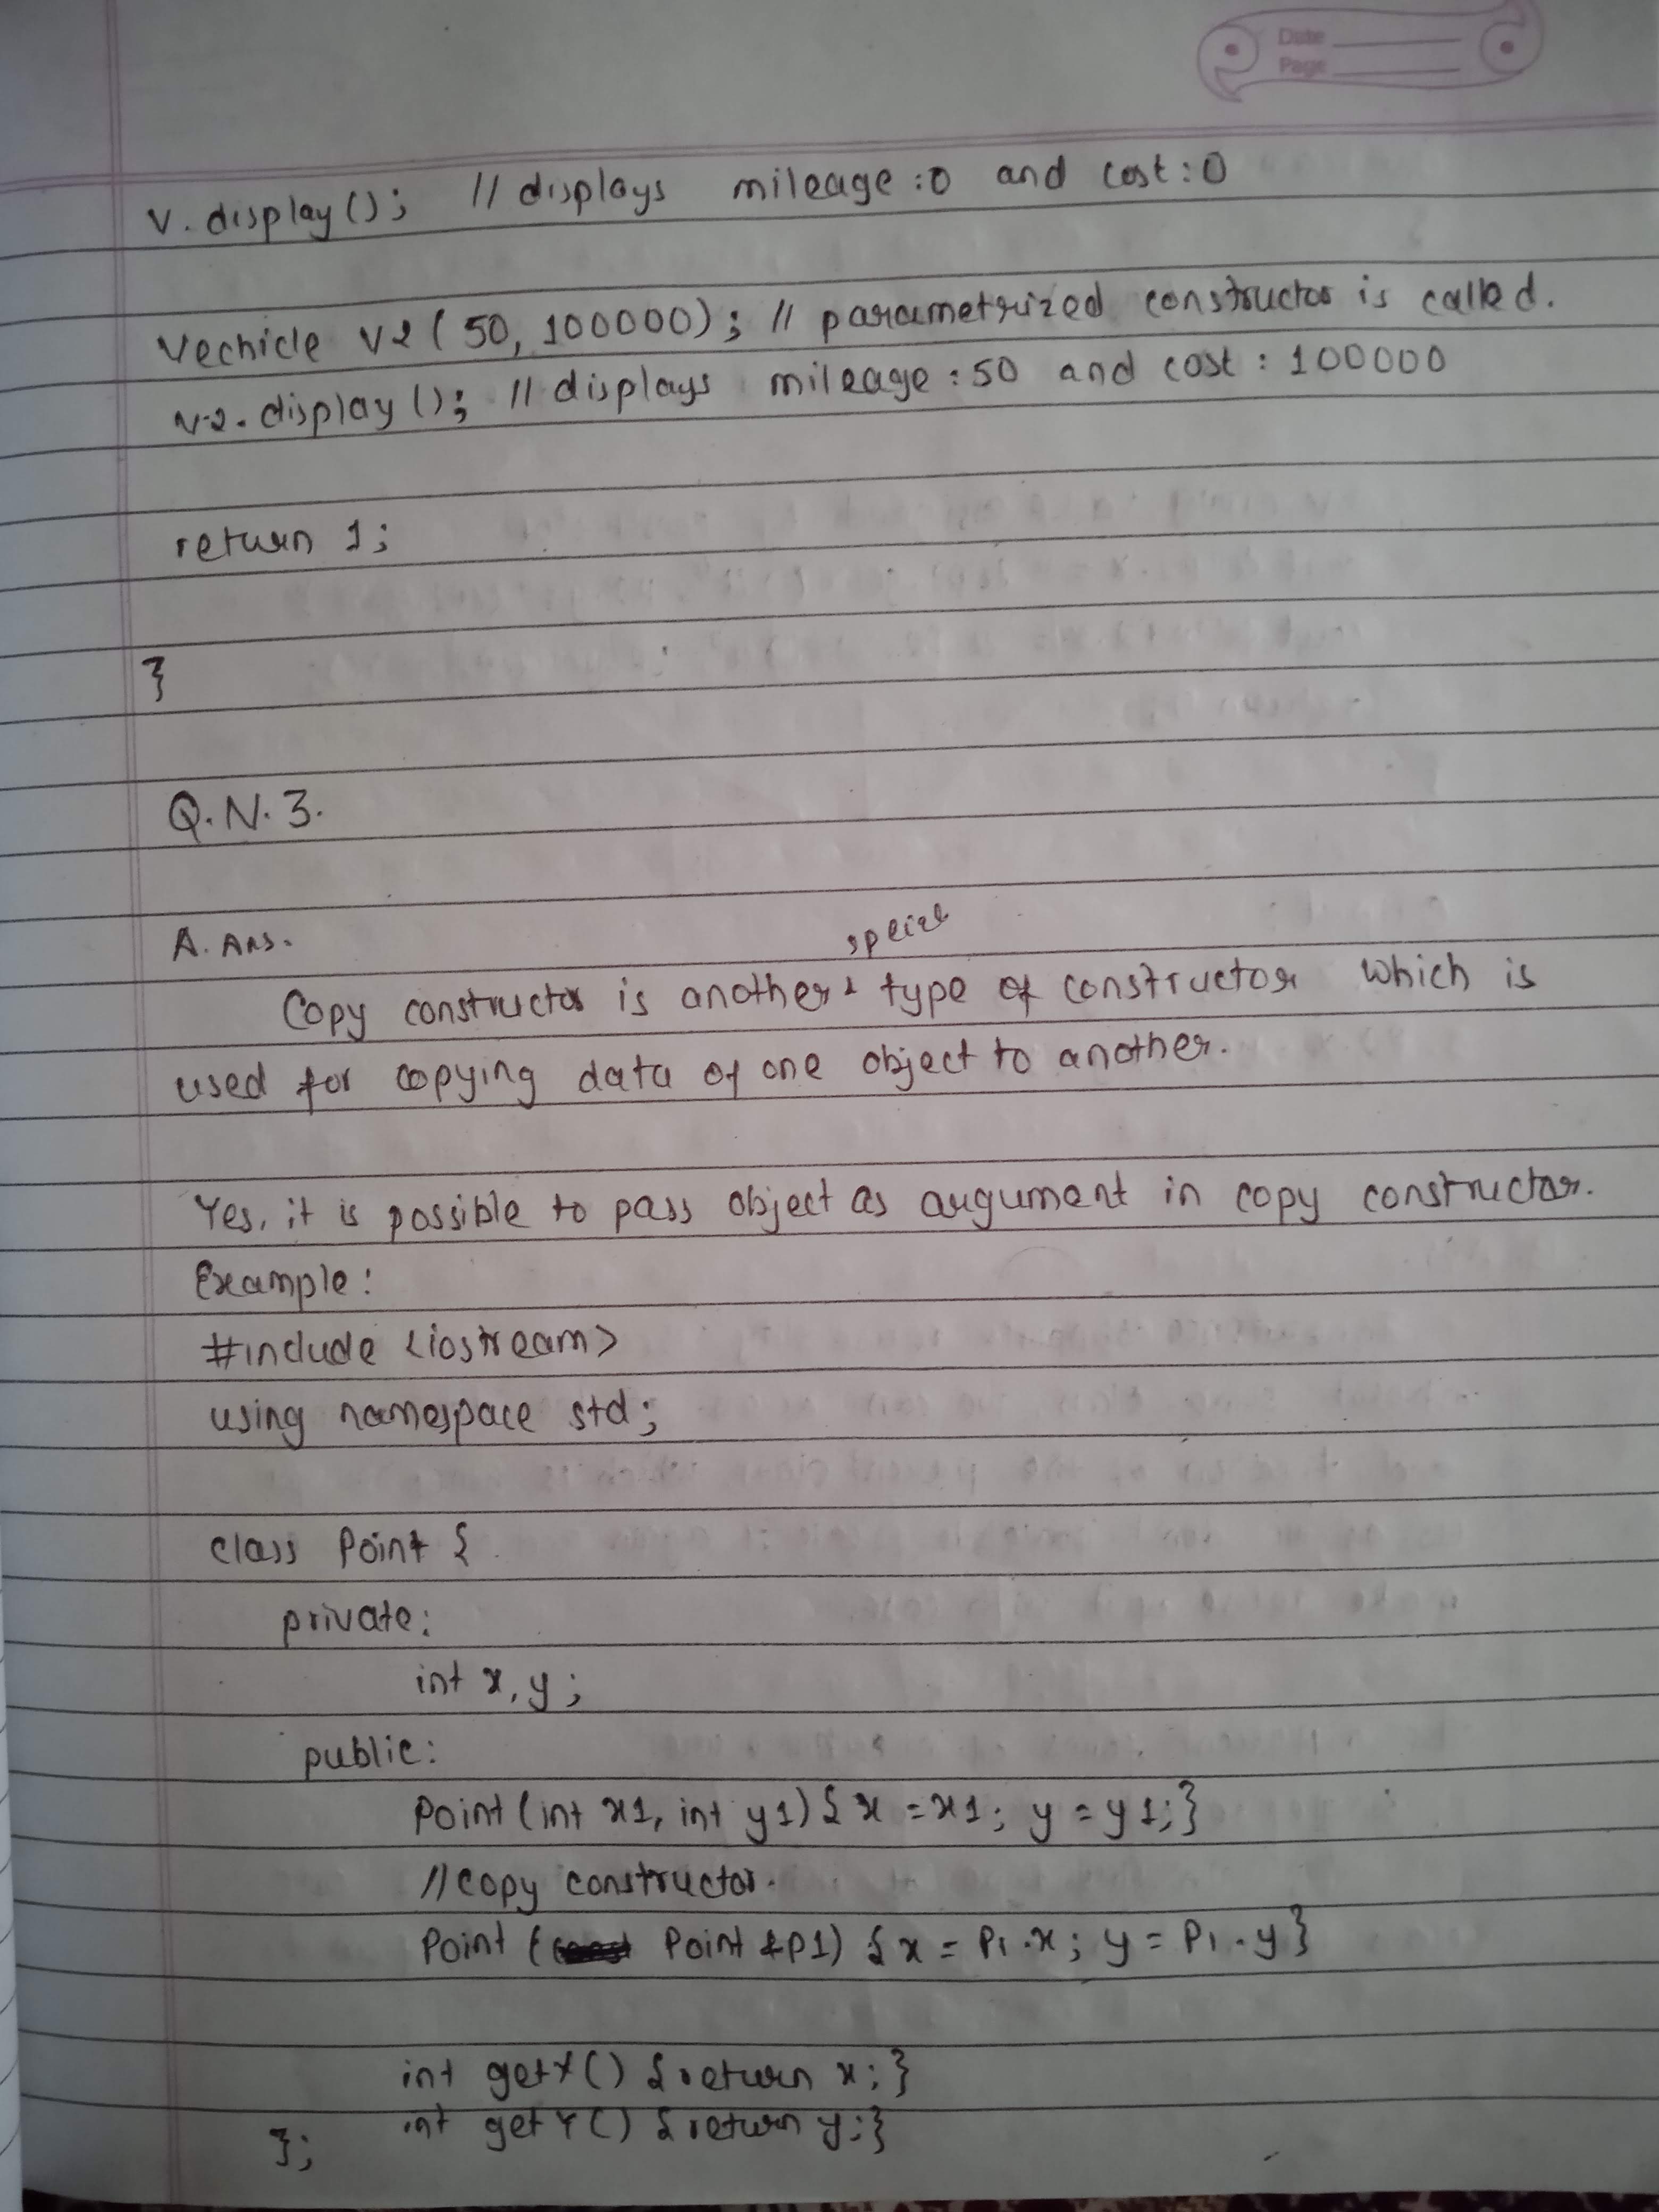 Date
Page
V. display(); // displays mileage : 0 and cost : 0
Vechicle V2 ( 50, 100000); // parametrized constructor is called.
v2. display (); // displays mileage : 50 and cost : 100000
return 1;
}
Q.N.3.
A. Ans.
speical
Copy constructor is another type of constructor which is
used for copying data of one object to another.
Yes, it is possible to pass object as argument in copy constructor.
Example:
#include <iostream>
using namespace std;
class Point {
private:
int x, y;
public:
Point (int x1, int y1) { x = x1; y = y1;}
//copy constructor.
Point ( Point &p1) { x = P1.x; y = P1.y}
int getX() { return x;}
int getY() { return y;}
};